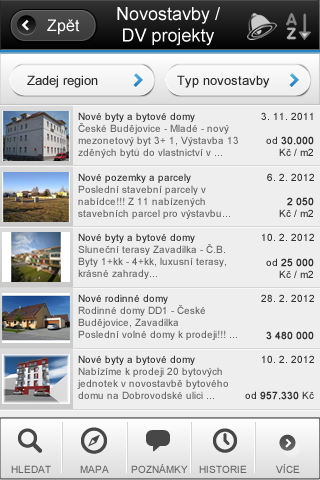 Zpět
Novostavby /
DV projekty
A
Z
Zadej region
Typ novostavby
Nové byty a bytové domy 3. 11. 2011
České Budějovice - Mladé - nový
mezonetový byt 3+ 1, Výstavba 13 od 30.000
zděných bytů do vlastnictví v ... Kč / m2
Nové pozemky a parcely 6. 2. 2012
Poslední stavební parcely v
nabídce!!! Z 11 nabízených 2 050
stavebních parcel pro výstavbu... Kč / m2
Nové byty a bytové domy 10. 2. 2012
Sluneční terasy Zavadilka - Č.B.
Byty 1+kk - 4+kk, luxusní terasy, od 25 000
krásné zahrady... Kč / m2
Nové rodinné domy 28. 2. 2012
Rodinné domy DD1 - České
Budějovice, Zavadilka
Poslední volné domy k prodeji!!! ... 3 480 000
Nové byty a bytové domy 10. 2. 2012
Nabízíme k prodeji 20 bytových
jednotek v novostavbě bytového
domu na Dobrovodské ulici ... od 957.330 Kč
HLEDAT MAPA POZNÁMKY HISTORIE VÍCE